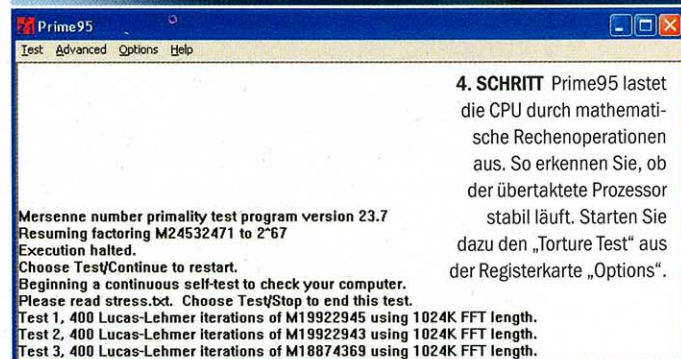 Prime95
Test Advanced Options Help
4. SCHRITT Prime95 lastet
die CPU durch mathemati-
sche Rechenoperationen
aus. So erkennen Sie, ob
der übertaktete Prozessor
stabil läuft. Starten Sie
dazu den „Torture Test“ aus
der Registerkarte „Options“.
Mersenne number primality test program version 23.7
Resuming factoring M24532471 to 2^67
Execution halted.
Choose Test/Continue to restart.
Beginning a continuous self-test to check your computer.
Please read stress.txt. Choose Test/Stop to end this test.
Test 1, 400 Lucas-Lehmer iterations of M19922945 using 1024K FFT length.
Test 2, 400 Lucas-Lehmer iterations of M19922943 using 1024K FFT length.
Test 3, 400 Lucas-Lehmer iterations of M18874369 using 1024K FFT length.